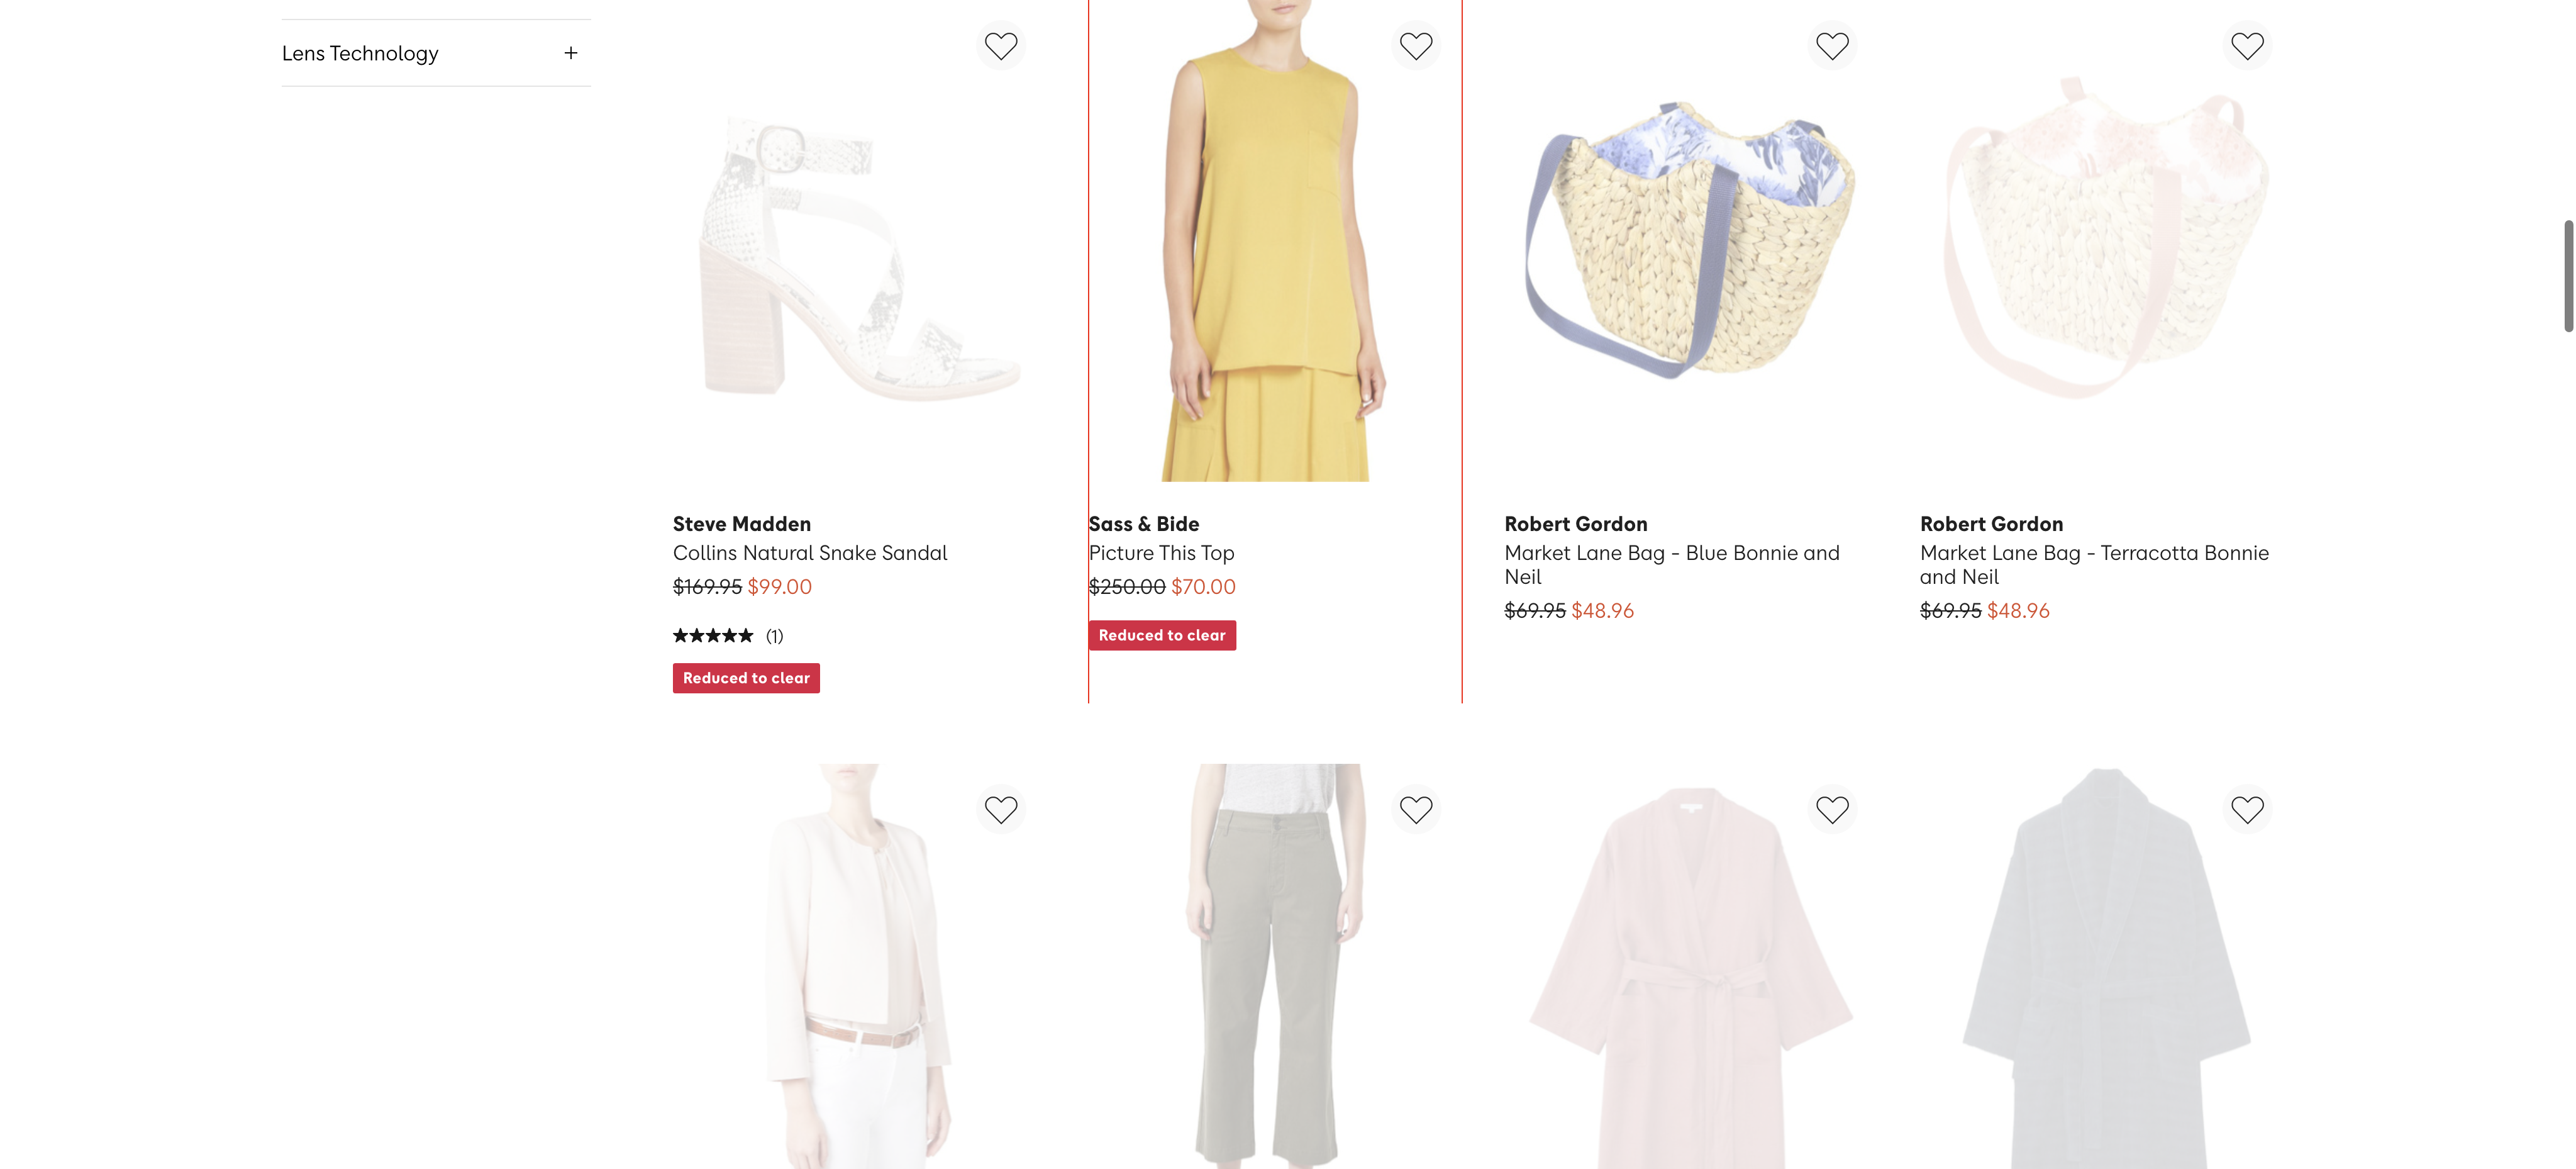 Lens Technology
Steve Madden
Collins Natural Snake Sandal
$169.95 $99.00
(1)
Reduced to clear
Sass & Bide
Picture This Top
$250.00 $70.00
Reduced to clear
Robert Gordon
Market Lane Bag - Blue Bonnie and
Neil
$69.95 $48.96
Robert Gordon
Market Lane Bag - Terracotta Bonnie
and Neil
$69.95 $48.96